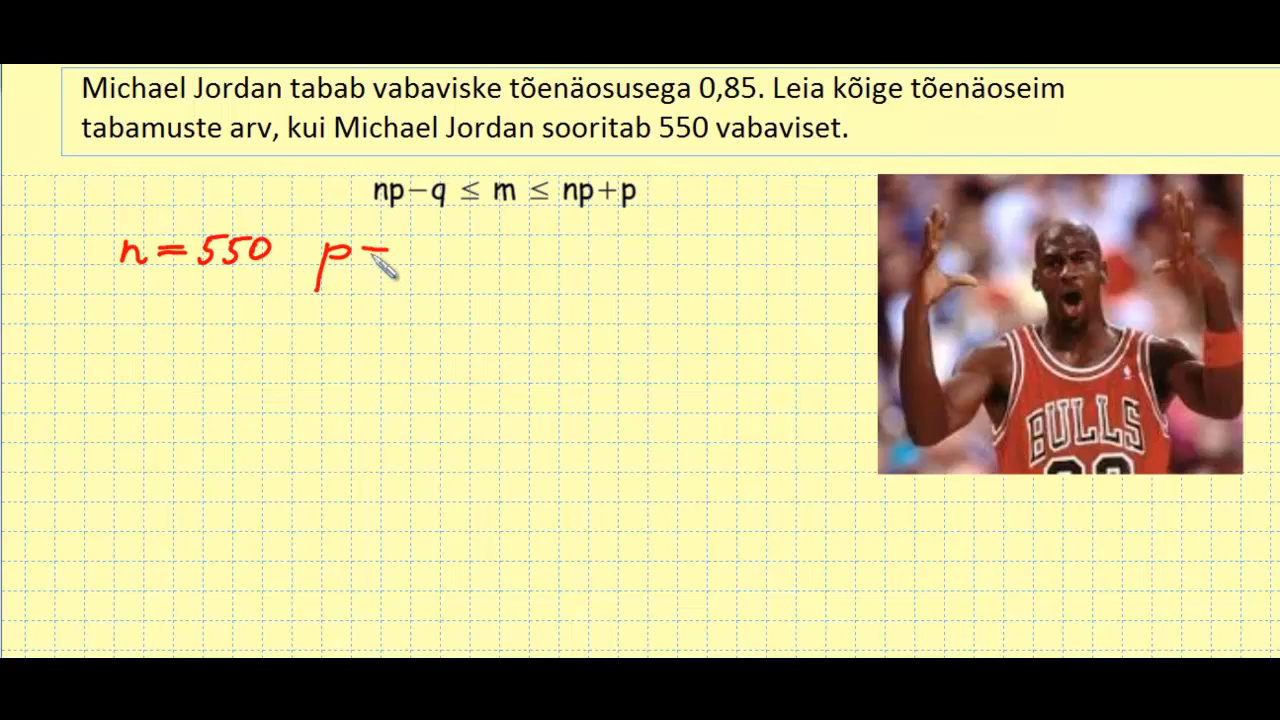 Michael Jordan tabab vabaviske tõenäosusega 0,85. Leia kõige tõenäoseim
tabamuste arv, kui Michael Jordan sooritab 550 vabaviset.
np−q ≤ m ≤ np+p
n = 550 p −
BULLS